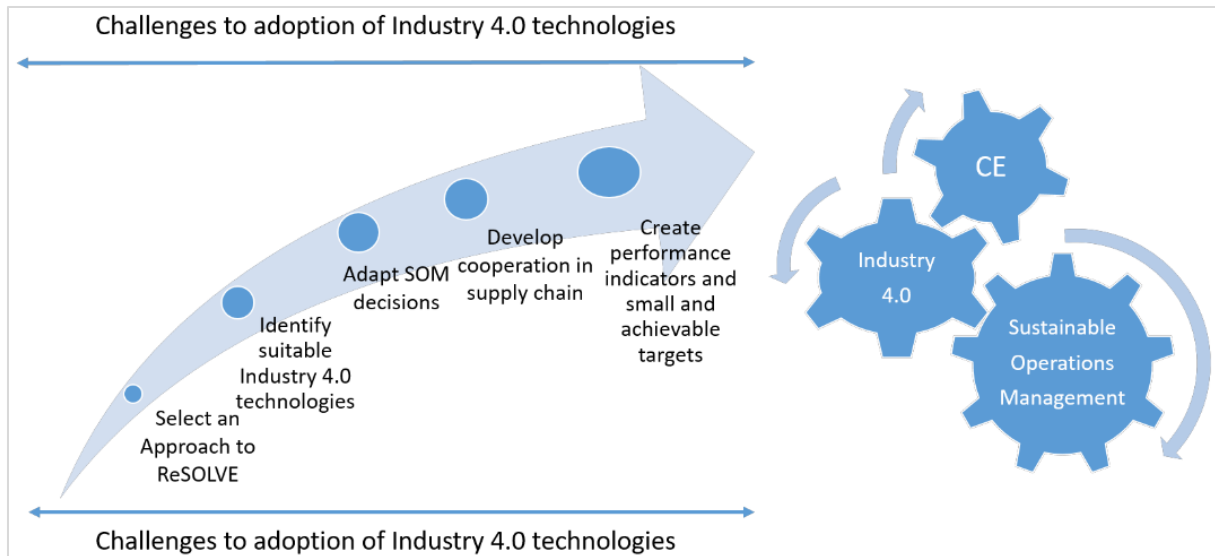 Challenges to adoption of Industry 4.0 technologies
Select an
Approach to
ReSOLVE
Identify
suitable
Industry 4.0
technologies
Adapt SOM
decisions
Develop
cooperation in
supply chain
Create
performance
indicators and
small and
achievable
targets
CE
Industry
4.0
Sustainable
Operations
Management
Challenges to adoption of Industry 4.0 technologies